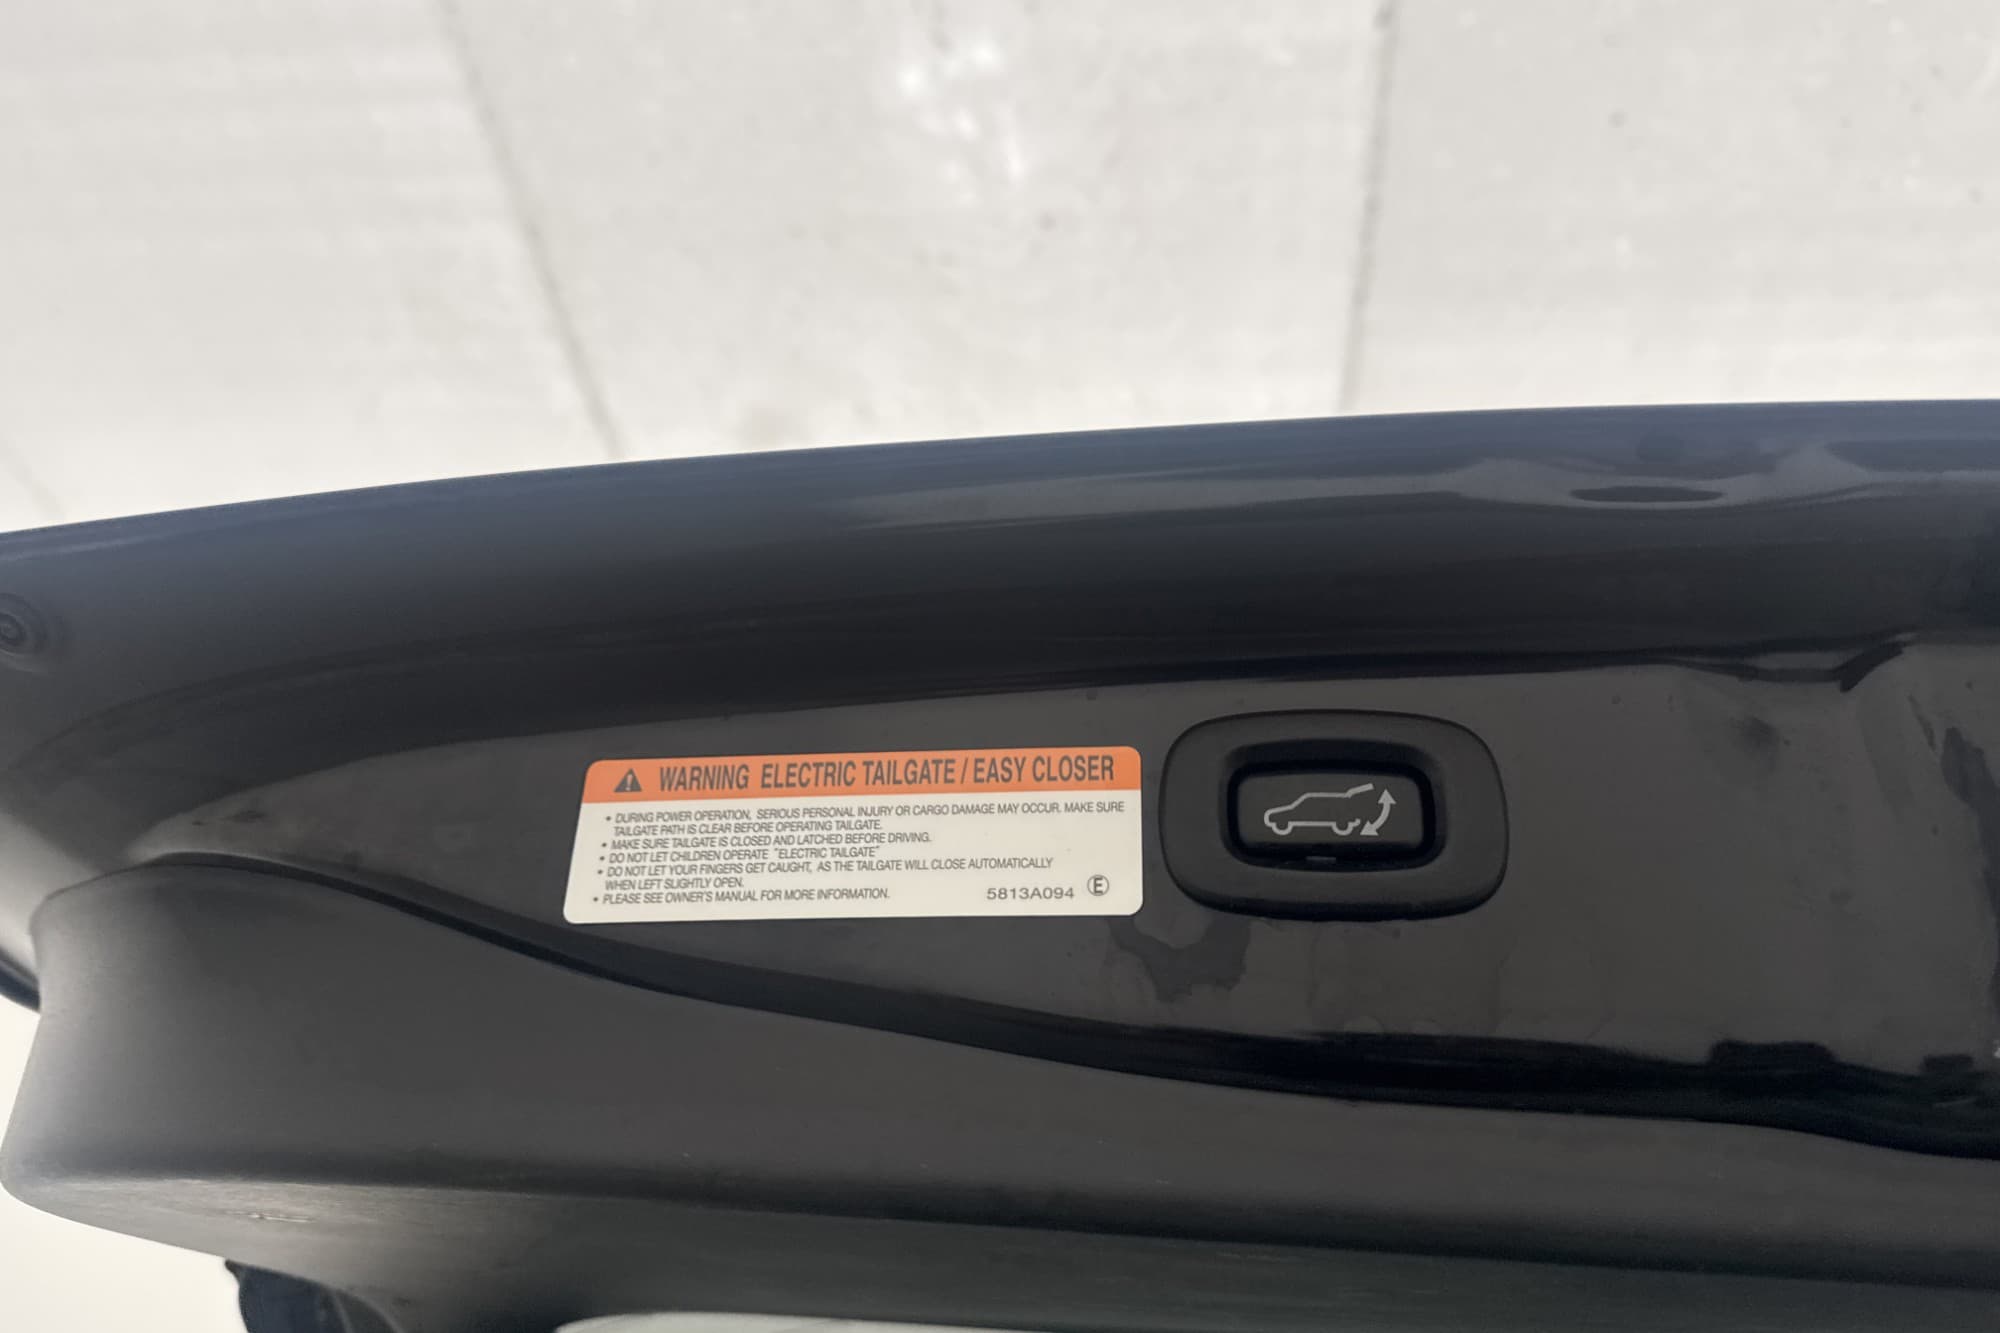 WARNING ELECTRIC TAILGATE / EASY CLOSER
• DURING POWER OPERATION, SERIOUS PERSONAL INJURY OR CARGO DAMAGE MAY OCCUR. MAKE SURE
TAILGATE PATH IS CLEAR BEFORE OPERATING TAILGATE.
• MAKE SURE TAILGATE IS CLOSED AND LATCHED BEFORE DRIVING.
• DO NOT LET CHILDREN OPERATE "ELECTRIC TAILGATE"
• DO NOT LET YOUR FINGERS GET CAUGHT, AS THE TAILGATE WILL CLOSE AUTOMATICALLY
WHEN LEFT SLIGHTLY OPEN.
• PLEASE SEE OWNER'S MANUAL FOR MORE INFORMATION.
5813A094 Ⓔ